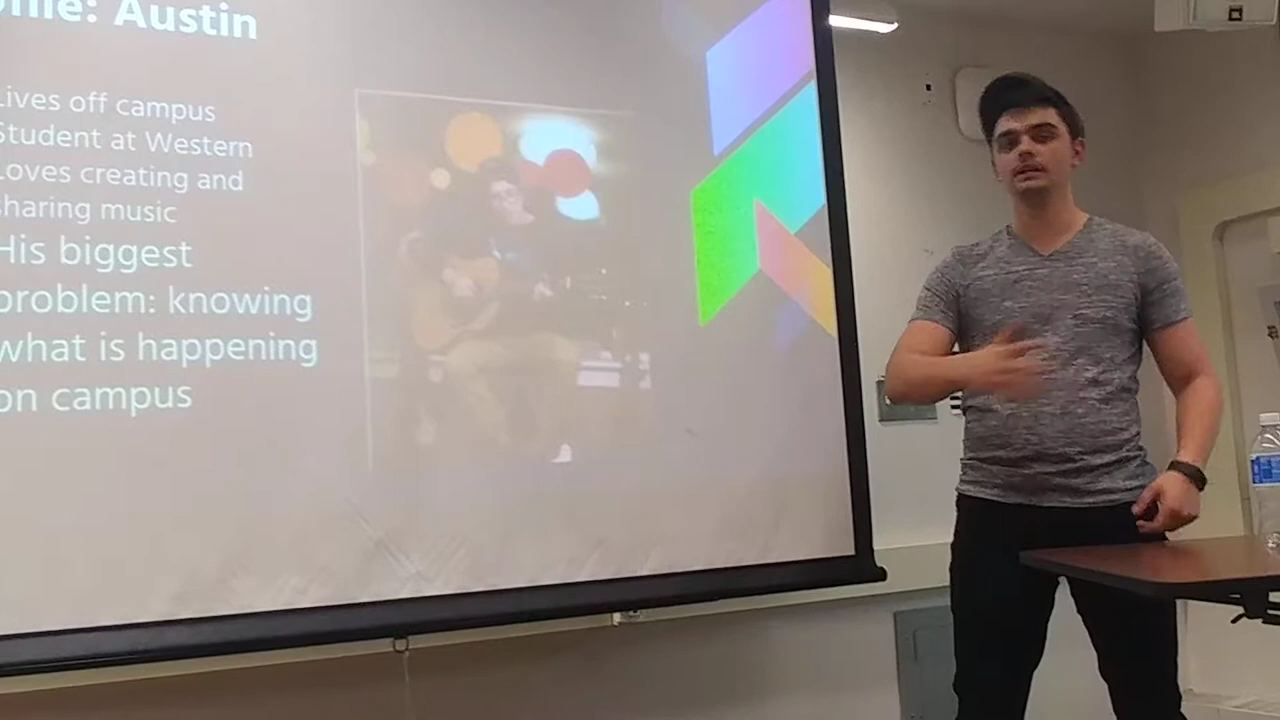 ofile: Austin
Lives off campus
Student at Western
Loves creating and
sharing music
His biggest
problem: knowing
what is happening
on campus